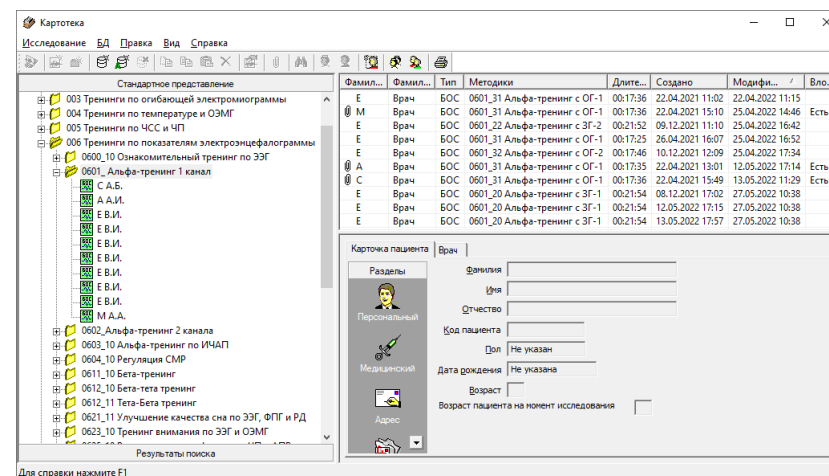 Картотека
Исследование БД Правка Вид Справка
Стандартное представление
003 Тренинги по огибающей электромиограммы
004 Тренинги по температуре и ОЭМГ
005 Тренинги по ЧСС и ЧП
006 Тренинги по показателям электроэнцефалограммы
0600_10 Ознакомительный тренинг по ЭЭГ
0601_ Альфа-тренинг 1 канал
С А.Б.
А А.И.
Е В.И.
Е В.И.
Е В.И.
Е В.И.
Е В.И.
Е В.И.
Е В.И.
М А.А.
0602_Альфа-тренинг 2 канала
0603_10 Альфа-тренинг по ИЧАП
0604_10 Регуляция СМР
0611_10 Бета-тренинг
0612_10 Бета-тета тренинг
0612_11 Тета-Бета тренинг
0621_11 Улучшение качества сна по ЭЭГ, ФПГ и РД
0623_10 Тренинг внимания по ЭЭГ и ОЭМГ
Результаты поиска
Фамил... Фамил... Тип Методики Длите... Создано Модифи... / Вло...
Е Врач БОС 0601_31 Альфа-тренинг с ОГ-1 00:17:36 22.04.2021 11:02 22.04.2022 11:15
М Врач БОС 0601_31 Альфа-тренинг с ОГ-1 00:17:36 22.04.2022 15:10 25.04.2022 14:46 Есть
Е Врач БОС 0601_22 Альфа-тренинг с ЗГ-2 00:21:52 09.12.2021 11:10 25.04.2022 16:42
Е Врач БОС 0601_31 Альфа-тренинг с ОГ-1 00:17:25 26.04.2021 16:07 25.04.2022 16:52
Е Врач БОС 0601_32 Альфа-тренинг с ОГ-2 00:17:46 10.12.2021 12:09 25.04.2022 17:34
А Врач БОС 0601_31 Альфа-тренинг с ОГ-1 00:17:35 22.04.2021 13:01 12.05.2022 17:14 Есть
С Врач БОС 0601_31 Альфа-тренинг с ОГ-1 00:17:36 22.04.2022 15:49 13.05.2022 11:29 Есть
Е Врач БОС 0601_20 Альфа-тренинг с ЗГ-1 00:21:54 08.12.2021 17:02 27.05.2022 10:38
Е Врач БОС 0601_20 Альфа-тренинг с ЗГ-1 00:21:54 12.05.2022 17:15 27.05.2022 10:38
Е Врач БОС 0601_20 Альфа-тренинг с ЗГ-1 00:21:54 13.05.2022 17:57 27.05.2022 10:38
Карточка пациента Врач
Разделы
Персональный
Медицинский
Адрес
Фамилия
Имя
Отчество
Код пациента
Пол Не указан
Дата рождения Не указана
Возраст
Возраст пациента на момент исследования
Для справки нажмите F1